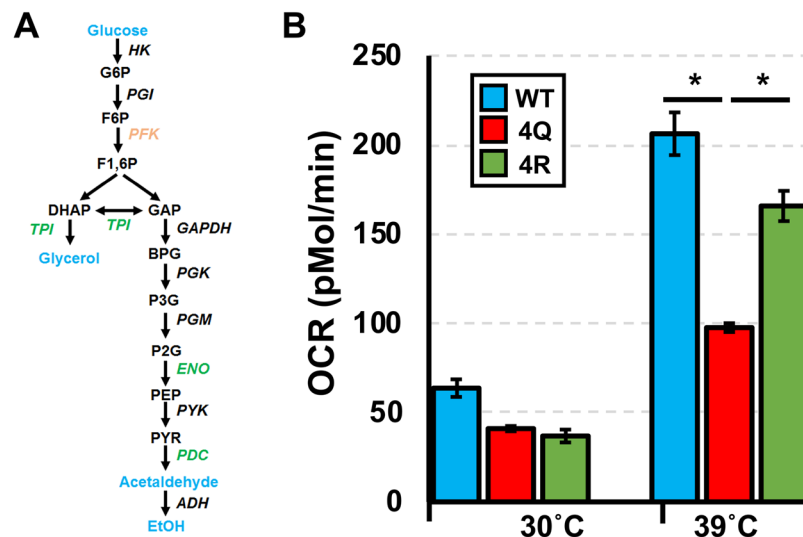 A
Glucose
HK
G6P
PGI
F6P
PFK
F1,6P
DHAP
GAP
TPI
TPI
GAPDH
Glycerol
BPG
PGK
P3G
PGM
P2G
ENO
PEP
PYK
PYR
PDC
Acetaldehyde
ADH
EtOH
B
OCR (pMol/min)
250
200
150
100
50
0
WT
4Q
4R
* *
30˚C
39˚C